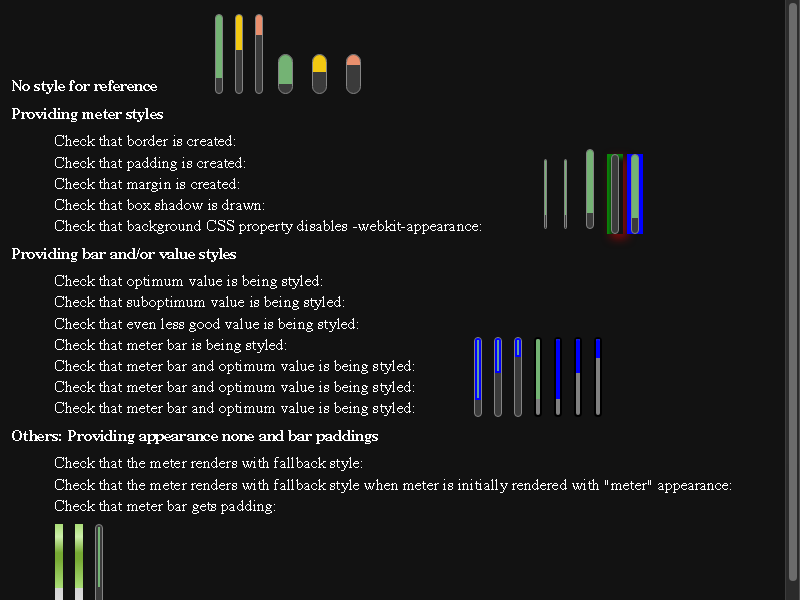 No style for reference
Providing meter styles
Check that border is created:
Check that padding is created:
Check that margin is created:
Check that box shadow is drawn:
Check that background CSS property disables -webkit-appearance:
Providing bar and/or value styles
Check that optimum value is being styled:
Check that suboptimum value is being styled:
Check that even less good value is being styled:
Check that meter bar is being styled:
Check that meter bar and optimum value is being styled:
Check that meter bar and optimum value is being styled:
Check that meter bar and optimum value is being styled:
Others: Providing appearance none and bar paddings
Check that the meter renders with fallback style:
Check that the meter renders with fallback style when meter is initially rendered with "meter" appearance:
Check that meter bar gets padding: